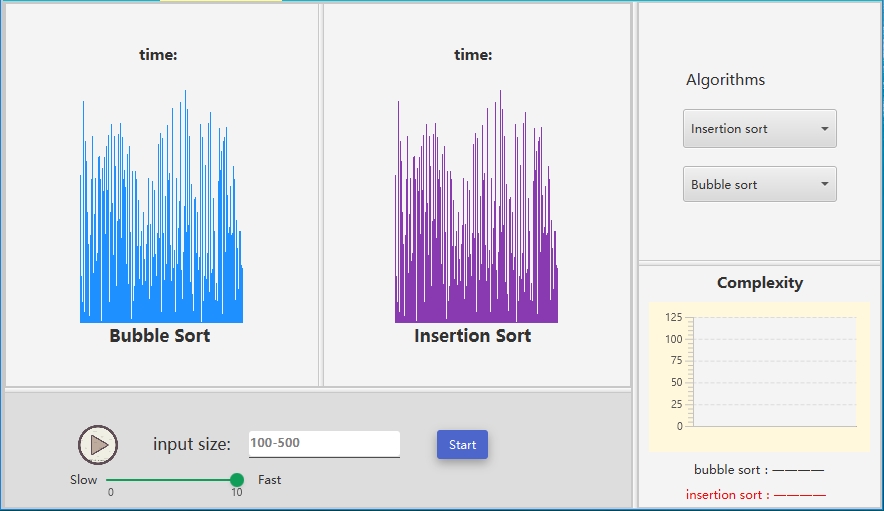 time:
Bubble Sort
time:
Insertion Sort
Algorithms
Insertion sort
Bubble sort
Complexity
125
100
75
50
25
0
bubble sort : ————
insertion sort : ————
input size:
100-500
Start
Slow
Fast
0
10